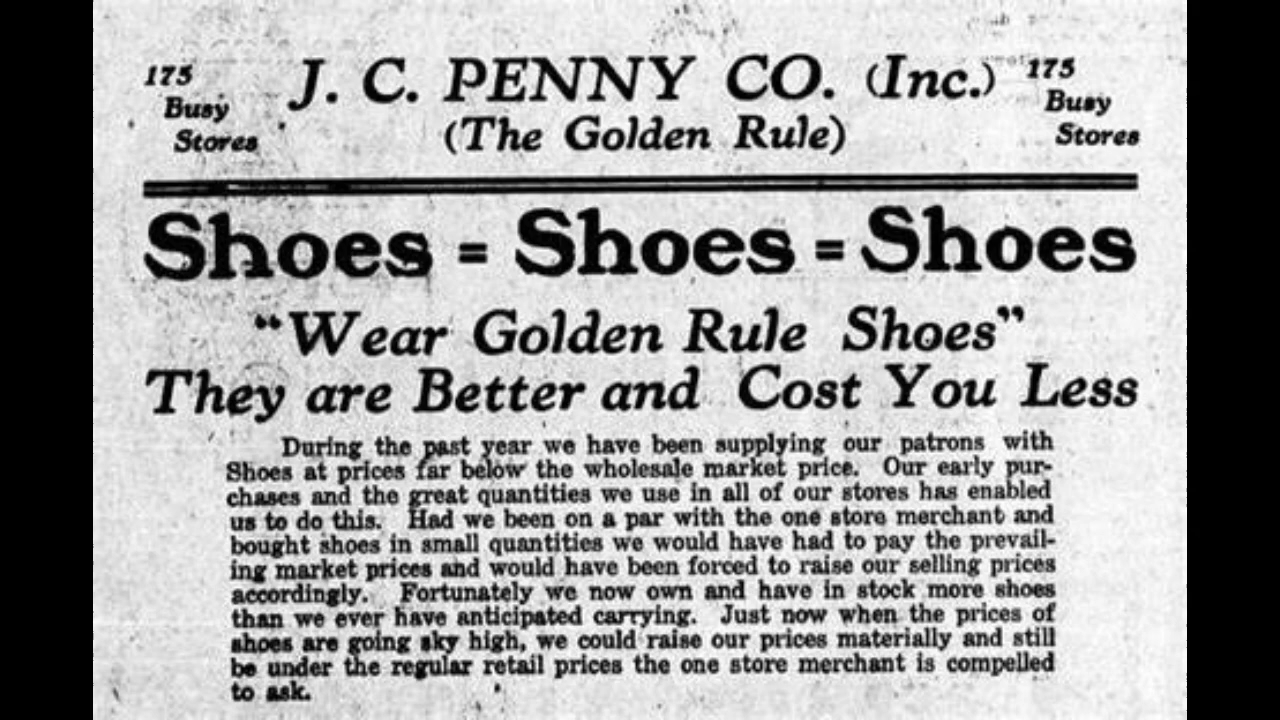 175 Busy Stores
J. C. PENNY CO. (Inc.)
175 Busy Stores
(The Golden Rule)
Shoes = Shoes = Shoes
“Wear Golden Rule Shoes”
They are Better and Cost You Less
During the past year we have been supplying our patrons with
Shoes at prices far below the wholesale market price. Our early pur-
chases and the great quantities we use in all of our stores has enabled
us to do this. Had we been on a par with the one store merchant and
bought shoes in small quantities we would have had to pay the prevail-
ing market prices and would have been forced to raise our selling prices
accordingly. Fortunately we now own and have in stock more shoes
than we ever have anticipated carrying. Just now when the prices of
shoes are going sky high, we could raise our prices materially and still
be under the regular retail prices the one store merchant is compelled
to ask.